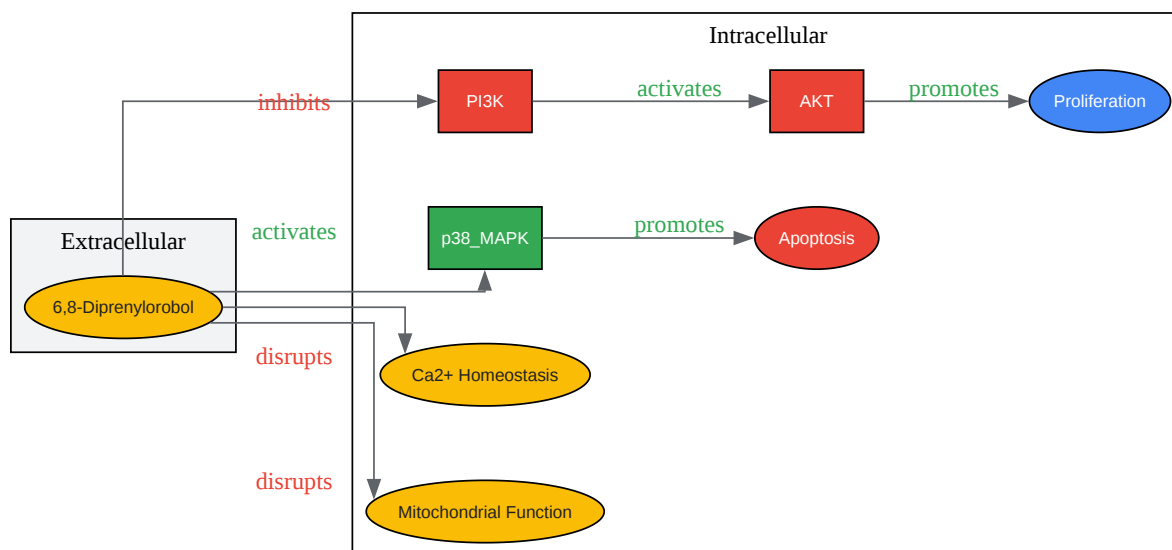 Intracellular
inhibits
PI3K
activates
AKT
promotes
Proliferation
Extracellular
activates
p38_MAPK
promotes
Apoptosis
6,8-Diprenylorobol
disrupts
Ca2+ Homeostasis
disrupts
Mitochondrial Function